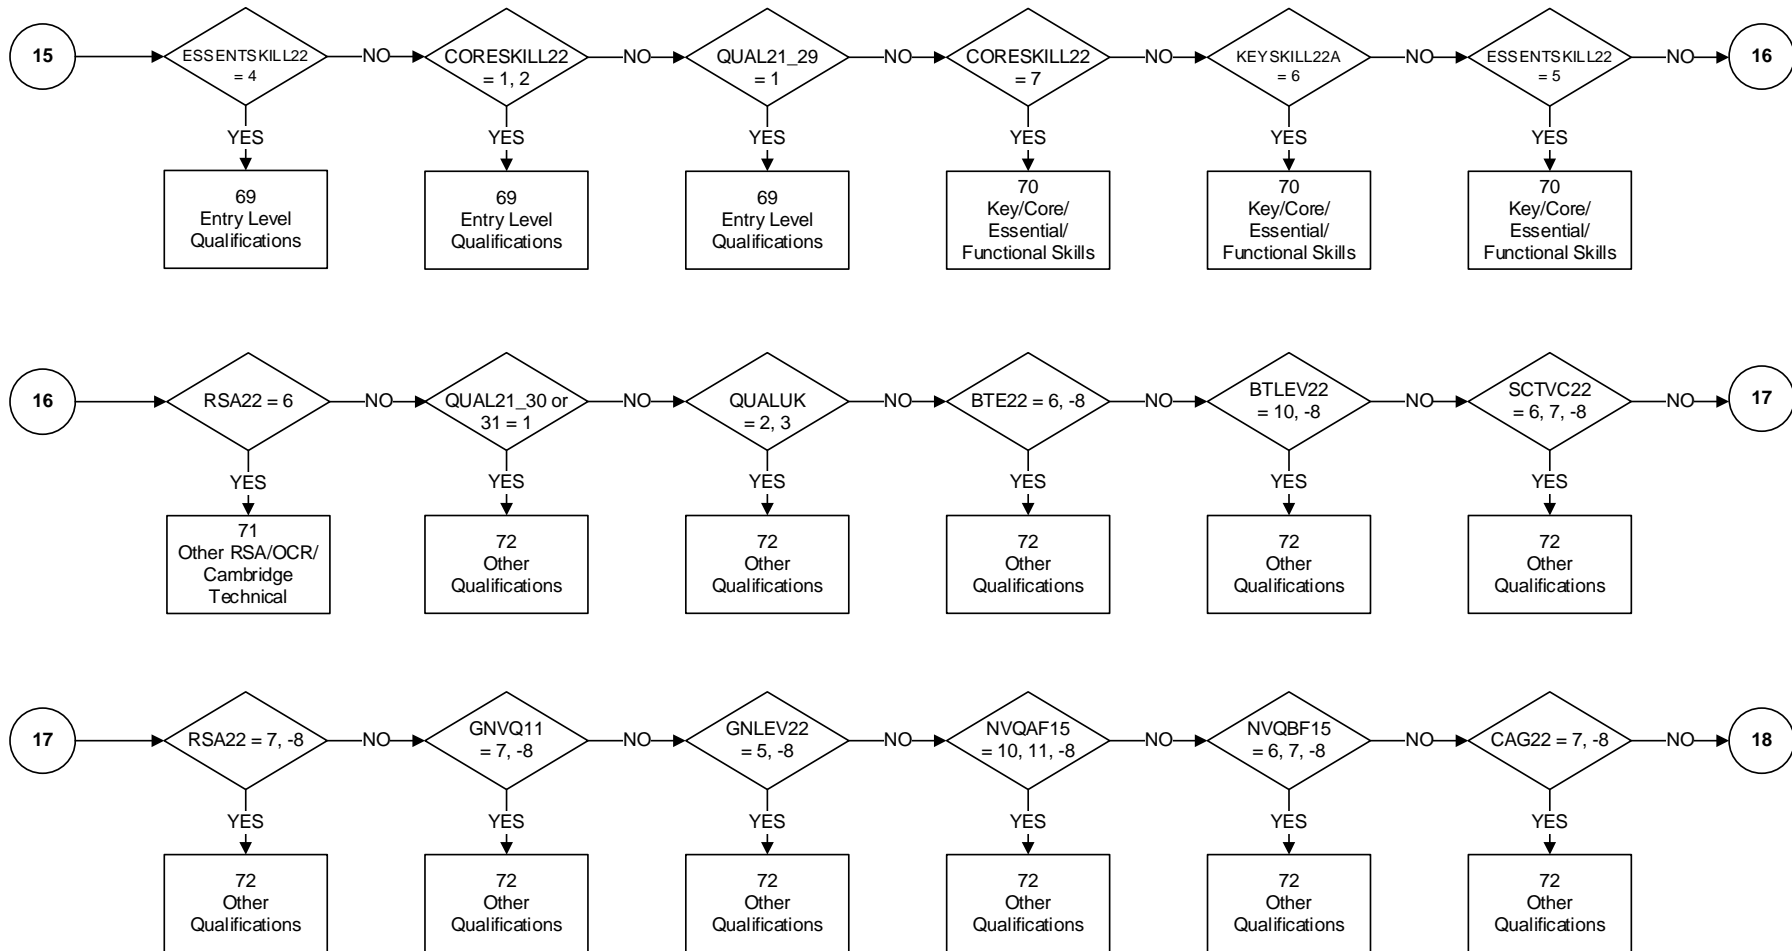 15
ESSENTSKILL22
= 4
NO
CORESKILL22
= 1, 2
NO
QUAL21_29
= 1
NO
CORESKILL22
= 7
NO
KEYSKILL22A
= 6
NO
ESSENTSKILL22
= 5
NO
16
YES
YES
YES
YES
YES
YES
69
Entry Level
Qualifications
69
Entry Level
Qualifications
69
Entry Level
Qualifications
70
Key/Core/
Essential/
Functional Skills
70
Key/Core/
Essential/
Functional Skills
70
Key/Core/
Essential/
Functional Skills
16
RSA22 = 6
NO
QUAL21_30 or
31 = 1
NO
QUALUK
= 2, 3
NO
BTE22 = 6, -8
NO
BTLEV22
= 10, -8
NO
SCTVC22
= 6, 7, -8
NO
17
YES
YES
YES
YES
YES
YES
71
Other RSA/OCR/
Cambridge
Technical
72
Other
Qualifications
72
Other
Qualifications
72
Other
Qualifications
72
Other
Qualifications
72
Other
Qualifications
17
RSA22 = 7, -8
NO
GNVQ11
= 7, -8
NO
GNLEV22
= 5, -8
NO
NVQAF15
= 10, 11, -8
NO
NVQBF15
= 6, 7, -8
NO
CAG22 = 7, -8
NO
18
YES
YES
YES
YES
YES
YES
72
Other
Qualifications
72
Other
Qualifications
72
Other
Qualifications
72
Other
Qualifications
72
Other
Qualifications
72
Other
Qualifications